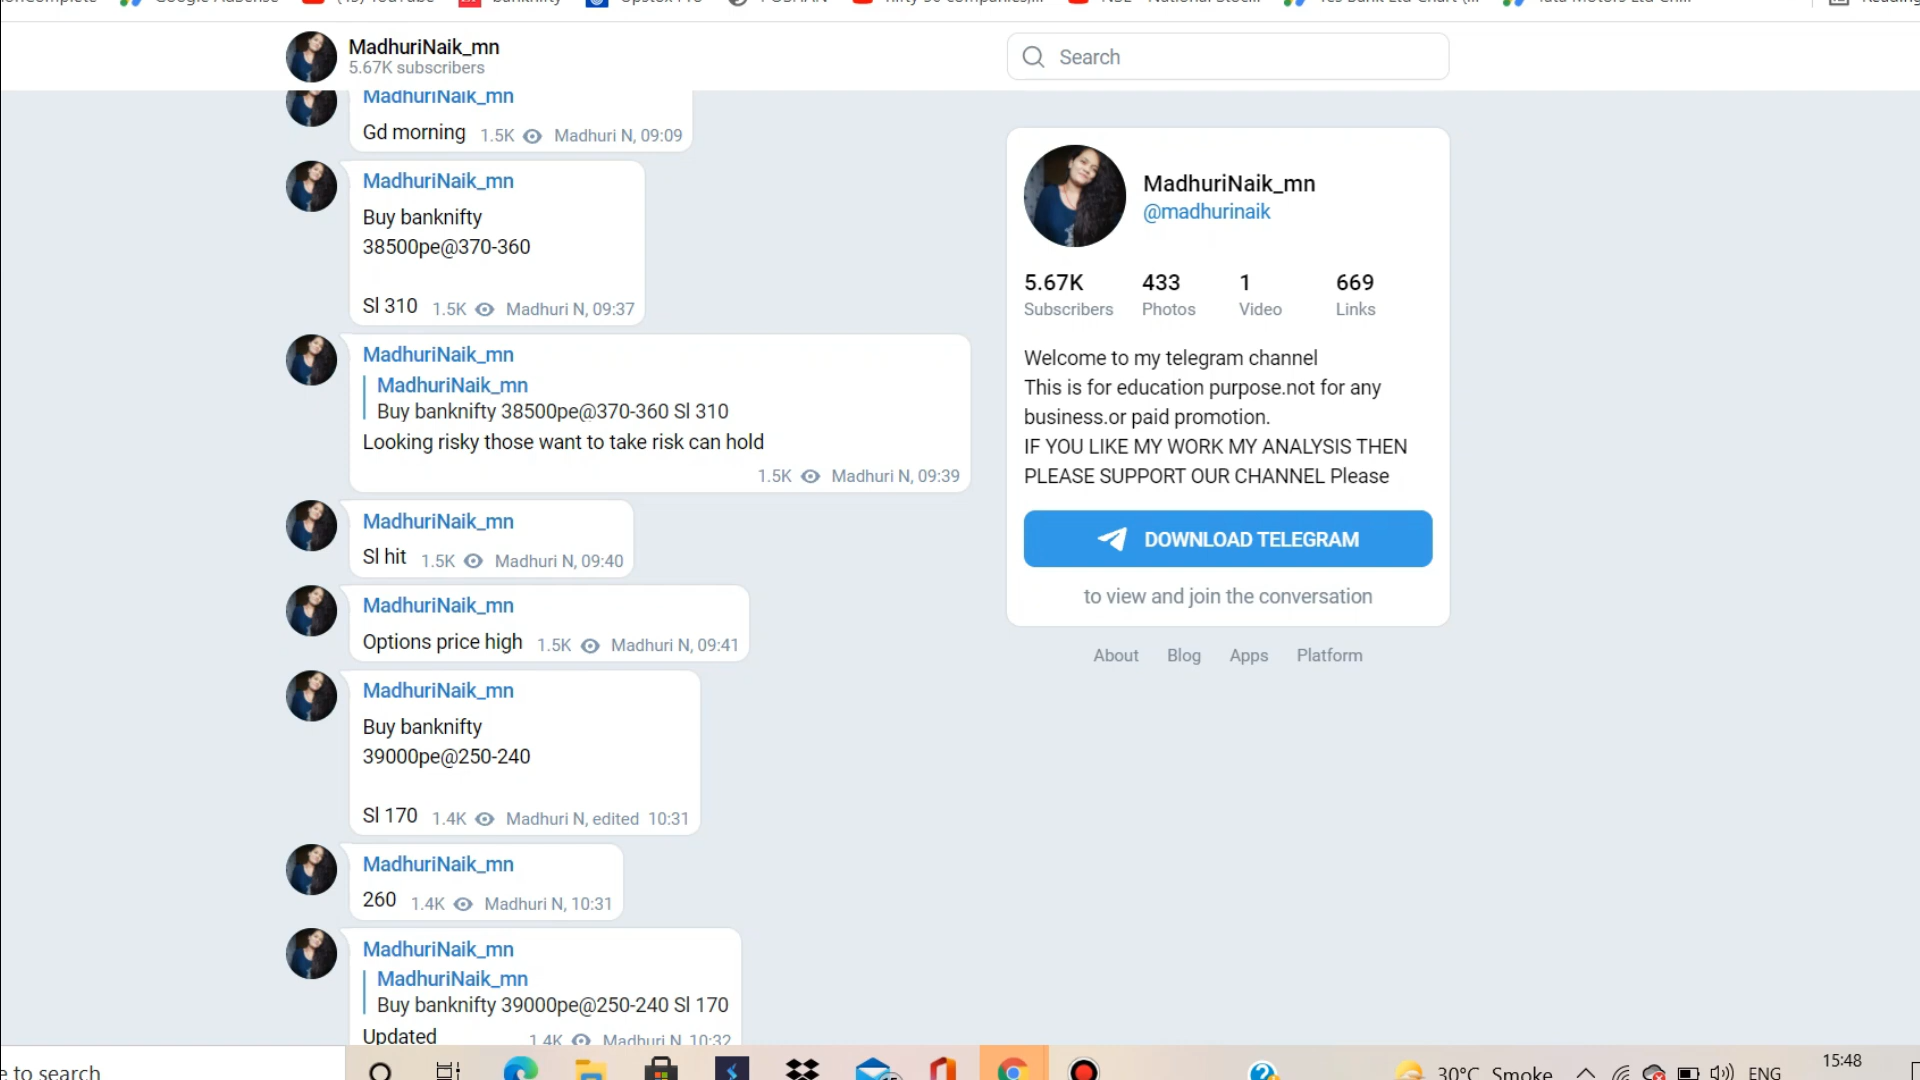 banknifty
MadhuriNaik_mn
5.67K subscribers
Search
MadhuriNaik_mn
Gd morning 1.5K Madhuri N, 09:09
MadhuriNaik_mn
Buy banknifty
38500pe@370-360
Sl 310 1.5K Madhuri N, 09:37
MadhuriNaik_mn
MadhuriNaik_mn
Buy banknifty 38500pe@370-360 Sl 310
Looking risky those want to take risk can hold
1.5K Madhuri N, 09:39
MadhuriNaik_mn
Sl hit 1.5K Madhuri N, 09:40
MadhuriNaik_mn
Options price high 1.5K Madhuri N, 09:41
MadhuriNaik_mn
Buy banknifty
39000pe@250-240
Sl 170 1.4K Madhuri N, edited 10:31
MadhuriNaik_mn
260 1.4K Madhuri N, 10:31
MadhuriNaik_mn
MadhuriNaik_mn
Buy banknifty 39000pe@250-240 Sl 170
Updated 1.4K Madhuri N, 10:32
MadhuriNaik_mn
@madhurinaik
5.67K 433 1 669
Subscribers Photos Video Links
Welcome to my telegram channel
This is for education purpose.not for any
business.or paid promotion.
IF YOU LIKE MY WORK MY ANALYSIS THEN
PLEASE SUPPORT OUR CHANNEL Please
DOWNLOAD TELEGRAM
to view and join the conversation
About Blog Apps Platform
e to search
30°C Smoke ENG 15:48